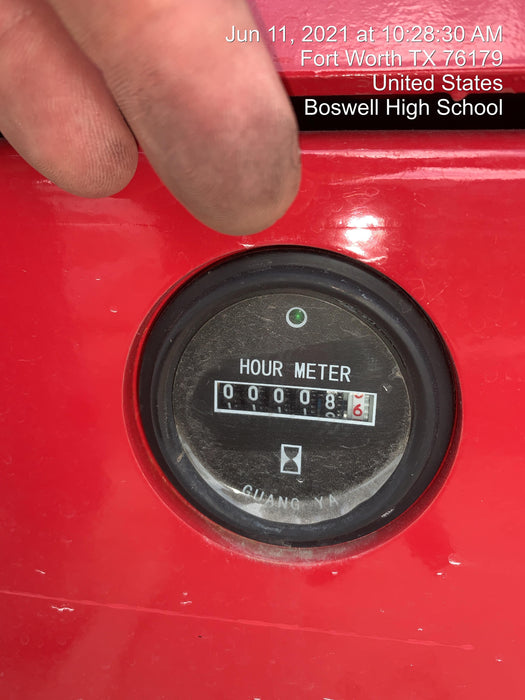 Jun 11, 2021 at 10:28:30 AM
Fort Worth TX 76179
United States
Boswell High School
HOUR METER
0 0 0 0 8 6
GUANG YA